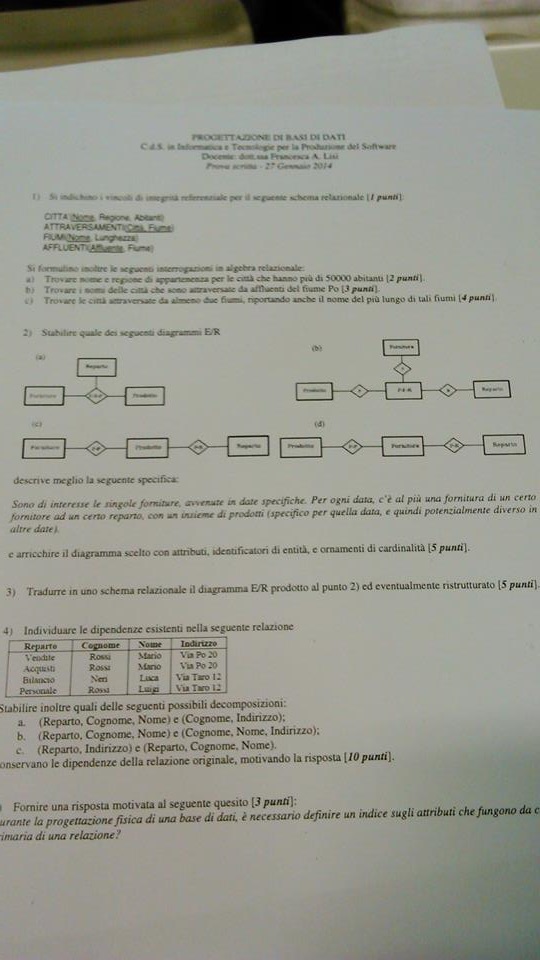 PROGETTAZIONE DI BASI DI DATI
C.d.S. in Informatica e Tecnologie per la Produzione del Software
Docente: dott.ssa Francesca A. Lisi
Prova scritta - 27 Gennaio 2014
1) Si indichino i vincoli di integrità referenziale per il seguente schema relazionale [1 punti]:
CITTA'(Nome, Regione, Abitanti)
ATTRAVERSAMENTI(Città, Fiume)
FIUMI(Nome, Lunghezza)
AFFLUENTI(Affluente, Fiume)
Si formulino inoltre le seguenti interrogazioni in algebra relazionale:
a) Trovare nome e regione di appartenenza per le città che hanno più di 50000 abitanti [2 punti].
b) Trovare i nomi delle città che sono attraversate da affluenti del fiume Po [3 punti].
c) Trovare le città attraversate da almeno due fiumi, riportando anche il nome del più lungo di tali fiumi [4 punti].
2) Stabilire quale dei seguenti diagrammi E/R
(a)
Reparto
Fornitore
Prodotto
(b)
Fornitore
Prodotto
Reparto
(c)
Fornitore
Prodotto
Reparto
(d)
Prodotto
Fornitore
Reparto
descrive meglio la seguente specifica:
Sono di interesse le singole forniture, avvenute in date specifiche. Per ogni data, c'è al più una fornitura di un certo
fornitore ad un certo reparto, con un insieme di prodotti (specifico per quella data, e quindi potenzialmente diverso in
altre date).
e arricchire il diagramma scelto con attributi, identificatori di entità, e ornamenti di cardinalità [5 punti].
3) Tradurre in uno schema relazionale il diagramma E/R prodotto al punto 2) ed eventualmente ristrutturato [5 punti].
4) Individuare le dipendenze esistenti nella seguente relazione
Reparto Cognome Nome Indirizzo
Vendite Rossi Mario Via Po 20
Acquisti Rossi Mario Via Po 20
Bilancio Neri Luca Via Taro 12
Personale Rossi Luigi Via Taro 12
Stabilire inoltre quali delle seguenti possibili decomposizioni:
a. (Reparto, Cognome, Nome) e (Cognome, Indirizzo);
b. (Reparto, Cognome, Nome) e (Cognome, Nome, Indirizzo);
c. (Reparto, Indirizzo) e (Reparto, Cognome, Nome).
onservano le dipendenze della relazione originale, motivando la risposta [10 punti].
) Fornire una risposta motivata al seguente quesito [3 punti]:
urante la progettazione fisica di una base di dati, è necessario definire un indice sugli attributi che fungono da c
imaria di una relazione?